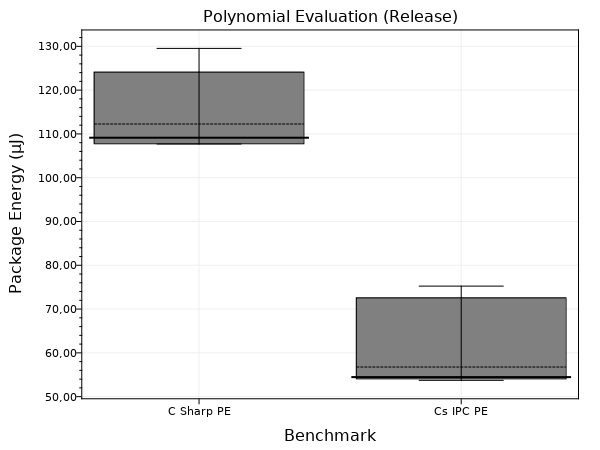 Polynomial Evaluation (Release)
130,00
120,00
110,00
100,00
90,00
80,00
70,00
60,00
50,00
Package Energy (µJ)
C Sharp PE
Cs IPC PE
Benchmark